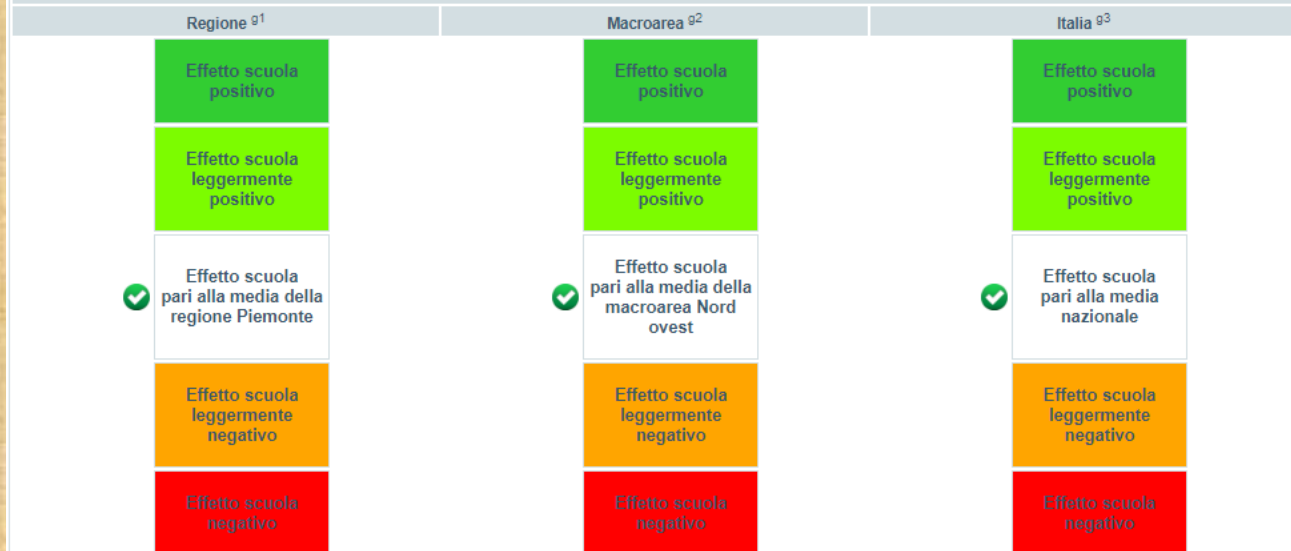 Regione g1
Macroarea g2
Italia g3
Effetto scuola
positivo
Effetto scuola
positivo
Effetto scuola
positivo
Effetto scuola
leggermente
positivo
Effetto scuola
leggermente
positivo
Effetto scuola
leggermente
positivo
Effetto scuola
pari alla media della
regione Piemonte
Effetto scuola
pari alla media della
macroarea Nord
ovest
Effetto scuola
pari alla media
nazionale
Effetto scuola
leggermente
negativo
Effetto scuola
leggermente
negativo
Effetto scuola
leggermente
negativo
Effetto scuola
negativo
Effetto scuola
negativo
Effetto scuola
negativo